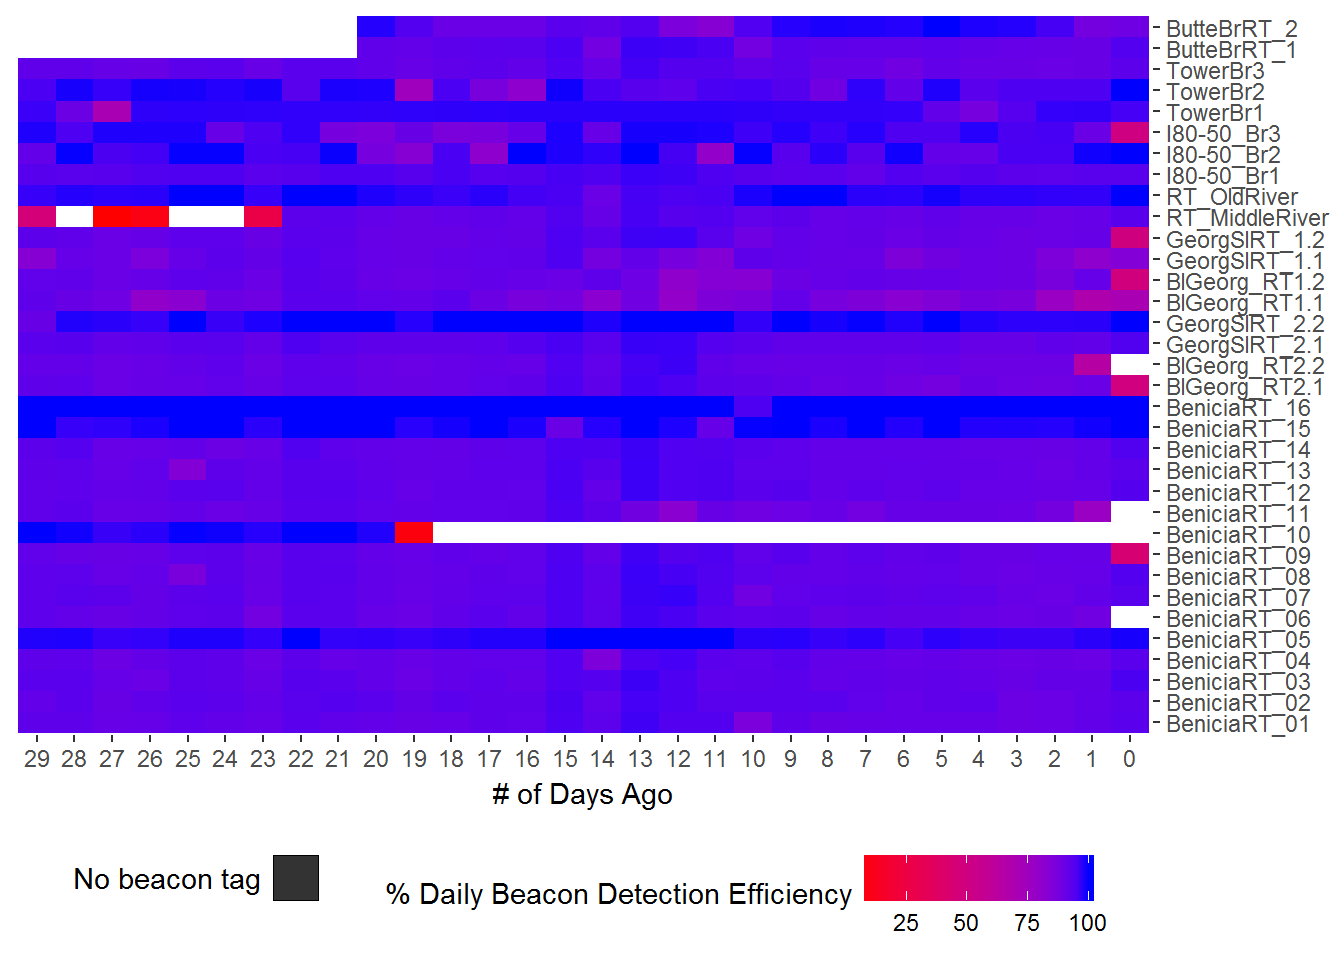 ButteBrRT_2
ButteBrRT_1
TowerBr3
TowerBr2
TowerBr1
I80-50_Br3
I80-50_Br2
I80-50_Br1
RT_OldRiver
RT_MiddleRiver
GeorgSlRT_1.2
GeorgSlRT_1.1
BlGeorg_RT1.2
BlGeorg_RT1.1
GeorgSlRT_2.2
GeorgSlRT_2.1
BlGeorg_RT2.2
BlGeorg_RT2.1
BeniciaRT_16
BeniciaRT_15
BeniciaRT_14
BeniciaRT_13
BeniciaRT_12
BeniciaRT_11
BeniciaRT_10
BeniciaRT_09
BeniciaRT_08
BeniciaRT_07
BeniciaRT_06
BeniciaRT_05
BeniciaRT_04
BeniciaRT_03
BeniciaRT_02
BeniciaRT_01
29 28 27 26 25 24 23 22 21 20 19 18 17 16 15 14 13 12 11 10 9 8 7 6 5 4 3 2 1 0
# of Days Ago
No beacon tag
% Daily Beacon Detection Efficiency
25 50 75 100